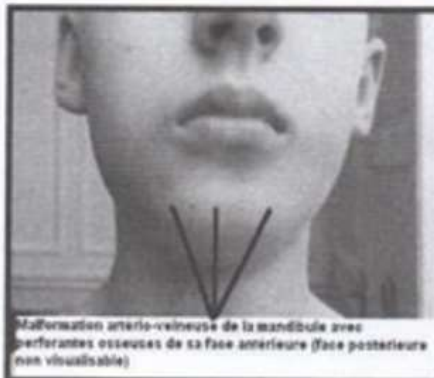 Malformation artério-veineuse de la mandibule avec
perforantes osseuses de sa face antérieure (face postérieure
non visualisable)